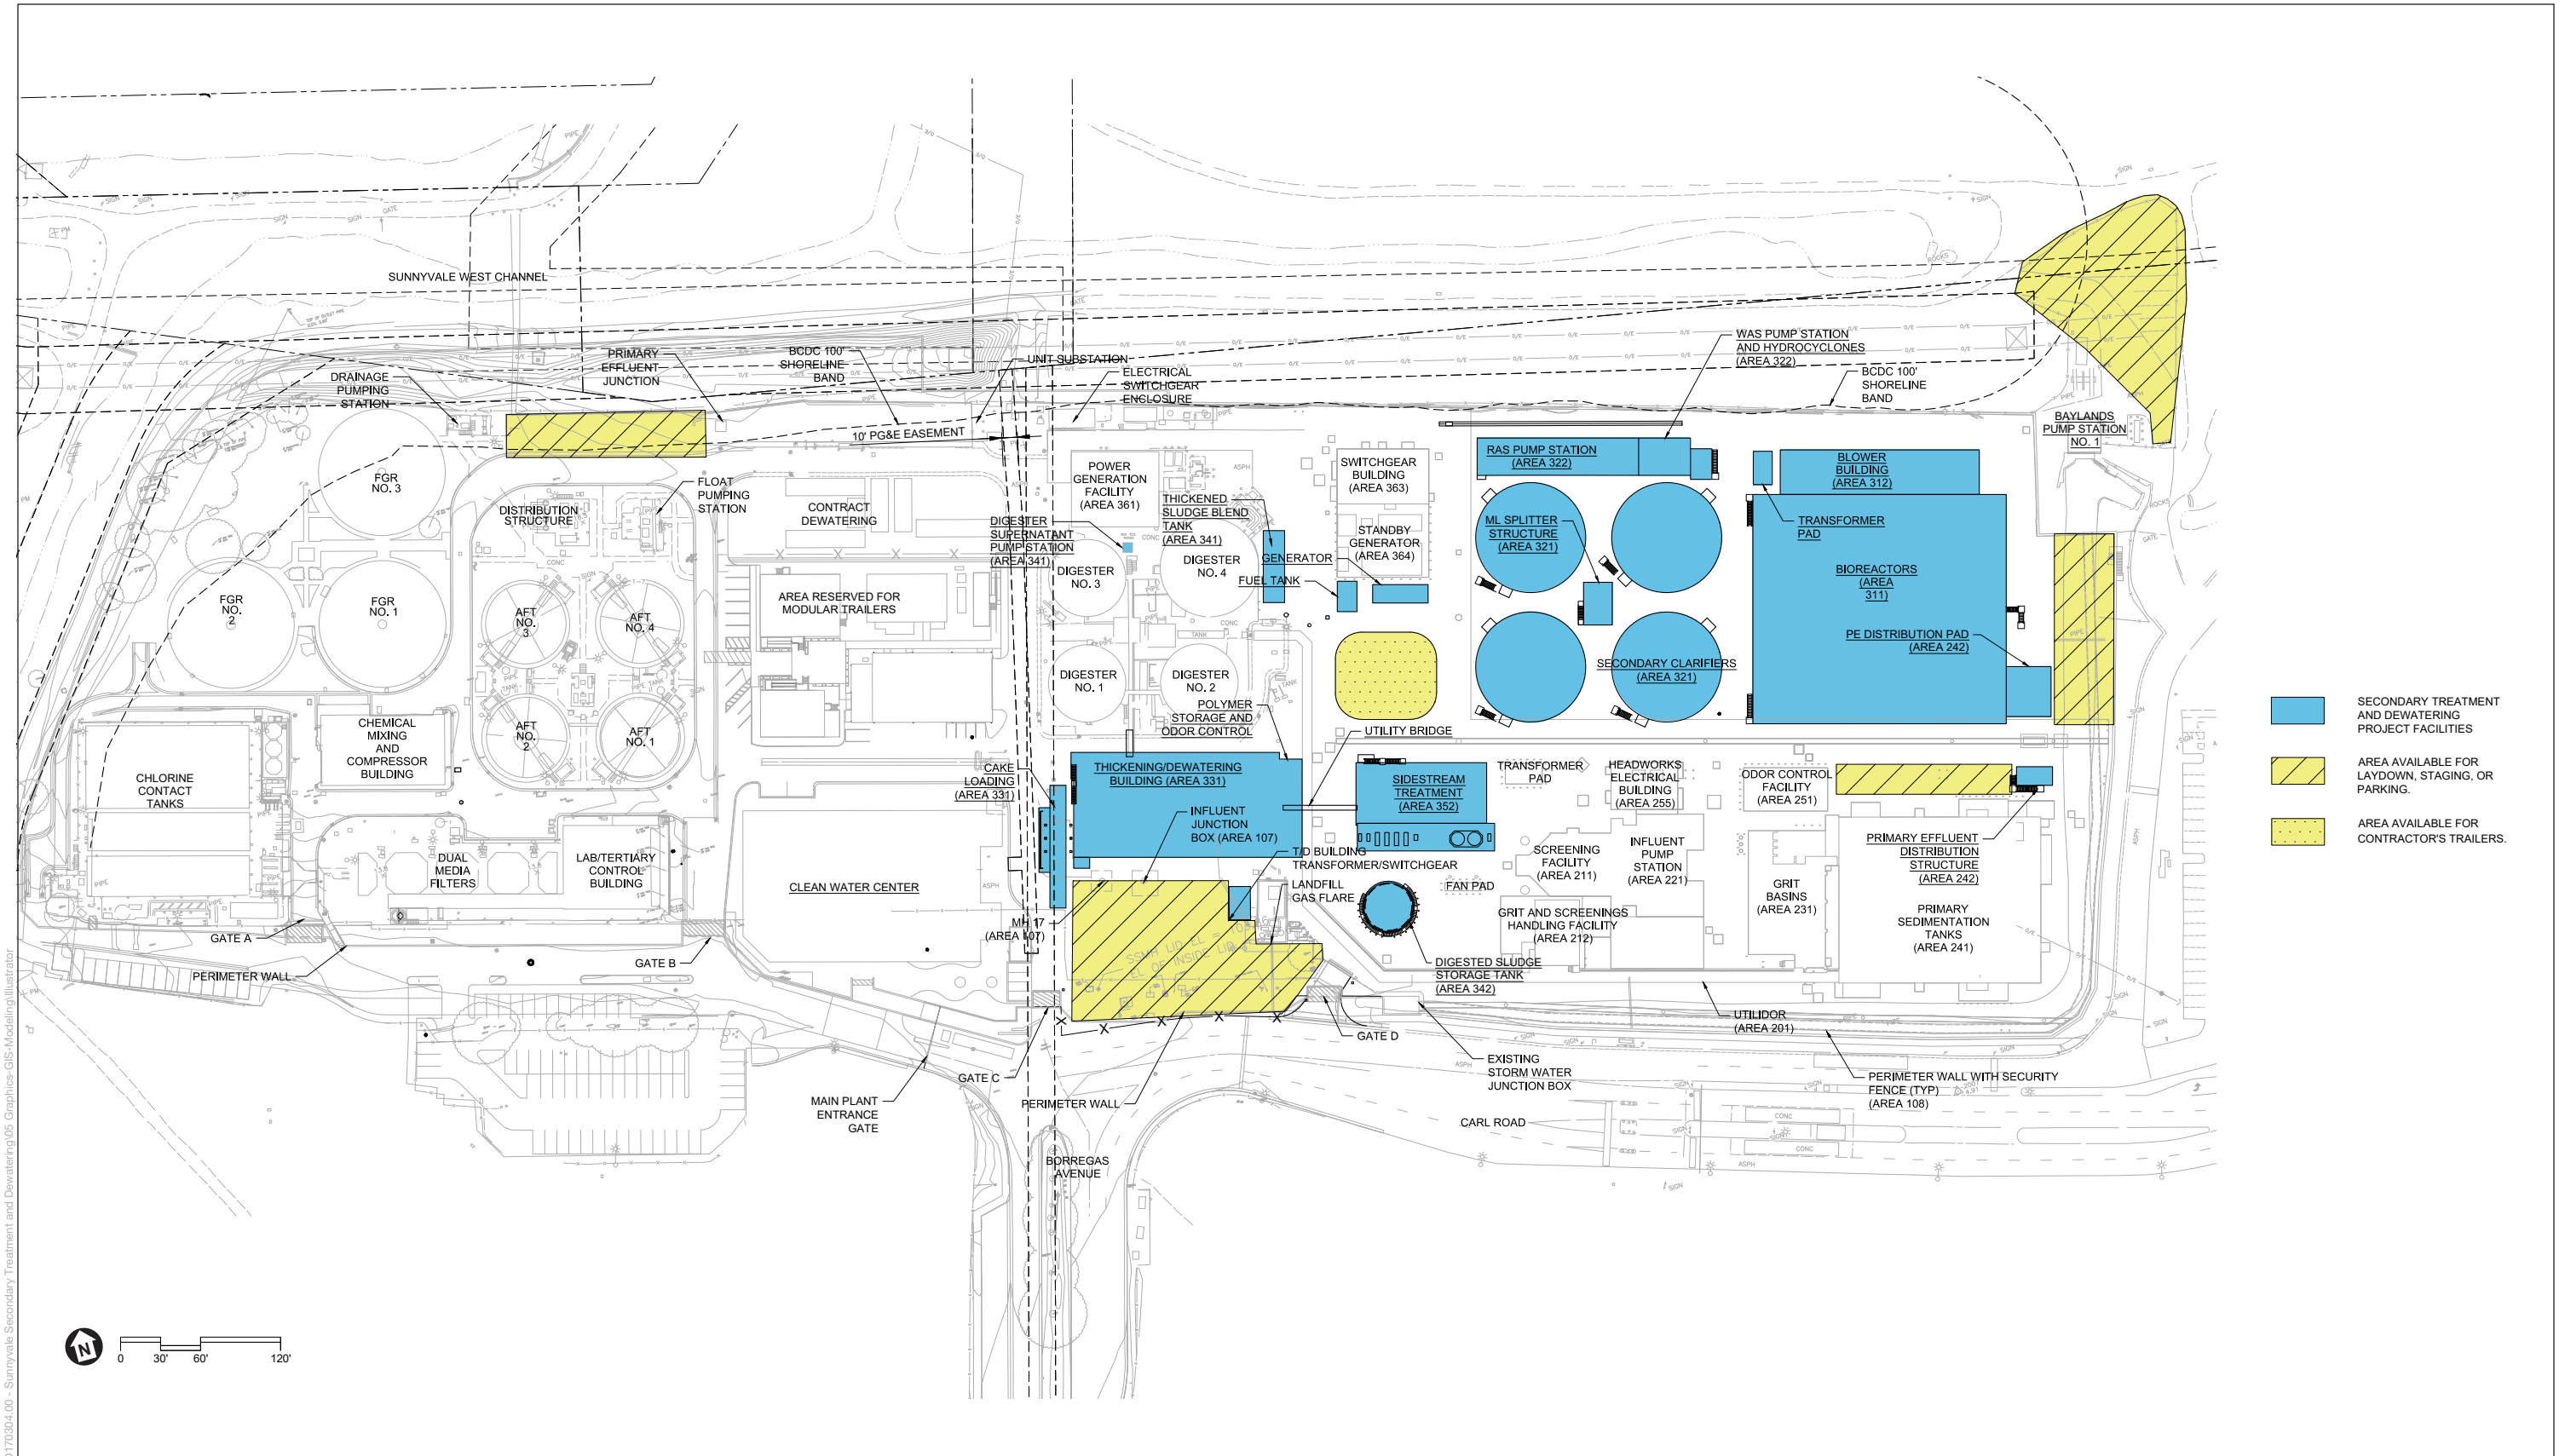 SUNNYVALE WEST CHANNEL
DRAINAGE
PUMPING
STATION
PRIMARY
EFFLUENT
JUNCTION
BCDC 100'
SHORELINE
BAND
UNIT SUBSTATION
ELECTRICAL
SWITCHGEAR
ENCLOSURE
10' PG&E EASEMENT
WAS PUMP STATION
AND HYDROCYCLONES
(AREA 322)
BCDC 100'
SHORELINE
BAND
BAYLANDS
PUMP STATION
NO. 1
FGR
NO. 3
FGR
NO.
2
FGR
NO. 1
DISTRIBUTION
STRUCTURE
FLOAT
PUMPING
STATION
CONTRACT
DEWATERING
POWER
GENERATION
FACILITY
(AREA 361)
DIGESTER
SUPERNATANT
PUMP STATION
(AREA 341)
THICKENED
SLUDGE BLEND
TANK
(AREA 341)
SWITCHGEAR
BUILDING
(AREA 363)
STANDBY
GENERATOR
(AREA 364)
GENERATOR
FUEL TANK
RAS PUMP STATION
(AREA 322)
BLOWER
BUILDING
(AREA 312)
TRANSFORMER
PAD
ML SPLITTER
STRUCTURE
(AREA 321)
BIOREACTORS
(AREA
311)
PE DISTRIBUTION PAD
(AREA 242)
SECONDARY CLARIFIERS
(AREA 321)
DIGESTER
NO. 3
DIGESTER
NO. 4
DIGESTER
NO. 1
DIGESTER
NO. 2
AREA RESERVED FOR
MODULAR TRAILERS
AFT
NO.
3
AFT
NO. 4
AFT
NO.
2
AFT
NO. 1
CHEMICAL
MIXING
AND
COMPRESSOR
BUILDING
CHLORINE
CONTACT
TANKS
DUAL
MEDIA
FILTERS
LAB/TERTIARY
CONTROL
BUILDING
CLEAN WATER CENTER
CAKE
LOADING
(AREA 331)
POLYMER
STORAGE AND
ODOR CONTROL
UTILITY BRIDGE
THICKENING/DEWATERING
BUILDING (AREA 331)
INFLUENT
JUNCTION
BOX (AREA 107)
T/D BUILDING
TRANSFORMER/SWITCHGEAR
LANDFILL
GAS FLARE
MH 17
(AREA 107)
SIDESTREAM
TREATMENT
(AREA 352)
TRANSFORMER
PAD
HEADWORKS
ELECTRICAL
BUILDING
(AREA 255)
ODOR CONTROL
FACILITY
(AREA 251)
SCREENING
FACILITY
(AREA 211)
INFLUENT
PUMP
STATION
(AREA 221)
FAN PAD
GRIT AND SCREENINGS
HANDLING FACILITY
(AREA 212)
GRIT
BASINS
(AREA 231)
PRIMARY EFFLUENT
DISTRIBUTION
STRUCTURE
(AREA 242)
PRIMARY
SEDIMENTATION
TANKS
(AREA 241)
DIGESTED SLUDGE
STORAGE TANK
(AREA 342)
GATE A
PERIMETER WALL
GATE B
GATE C
MAIN PLANT
ENTRANCE
GATE
PERIMETER WALL
GATE D
EXISTING
STORM WATER
JUNCTION BOX
UTILIDOR
(AREA 201)
PERIMETER WALL WITH SECURITY
FENCE (TYP)
(AREA 108)
CARL ROAD
BORREGAS
AVENUE
SECONDARY TREATMENT
AND DEWATERING
PROJECT FACILITIES
AREA AVAILABLE FOR
LAYDOWN, STAGING, OR
PARKING.
AREA AVAILABLE FOR
CONTRACTOR'S TRAILERS.
N
0 30' 60' 120'
- Sunnyvale Secondary Treatment and Dewatering\05 Graphics-GIS-Modeling\Illustrator